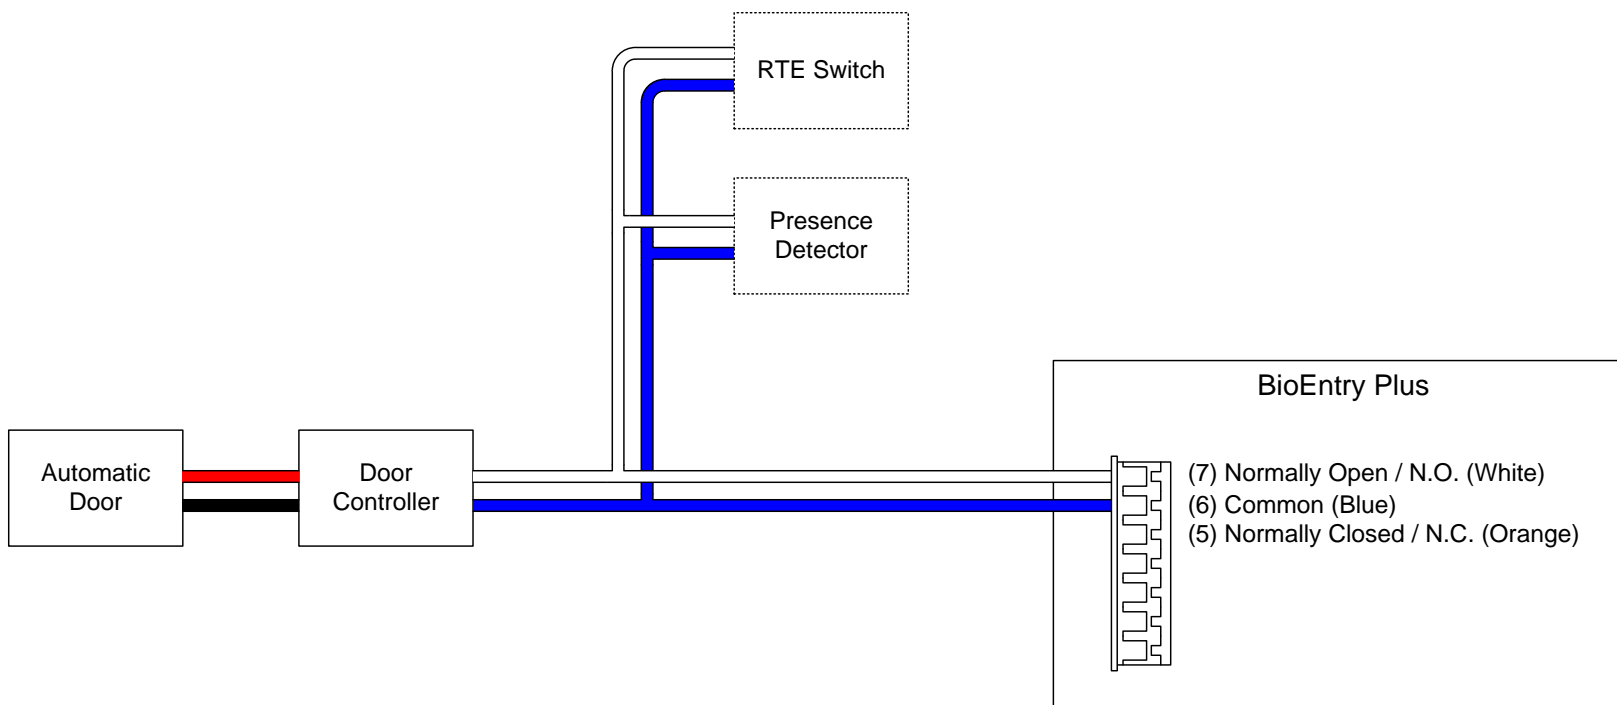 RTE Switch
Presence
Detector
BioEntry Plus
Automatic
Door
Door
Controller
(7) Normally Open / N.O. (White)
(6) Common (Blue)
(5) Normally Closed / N.C. (Orange)